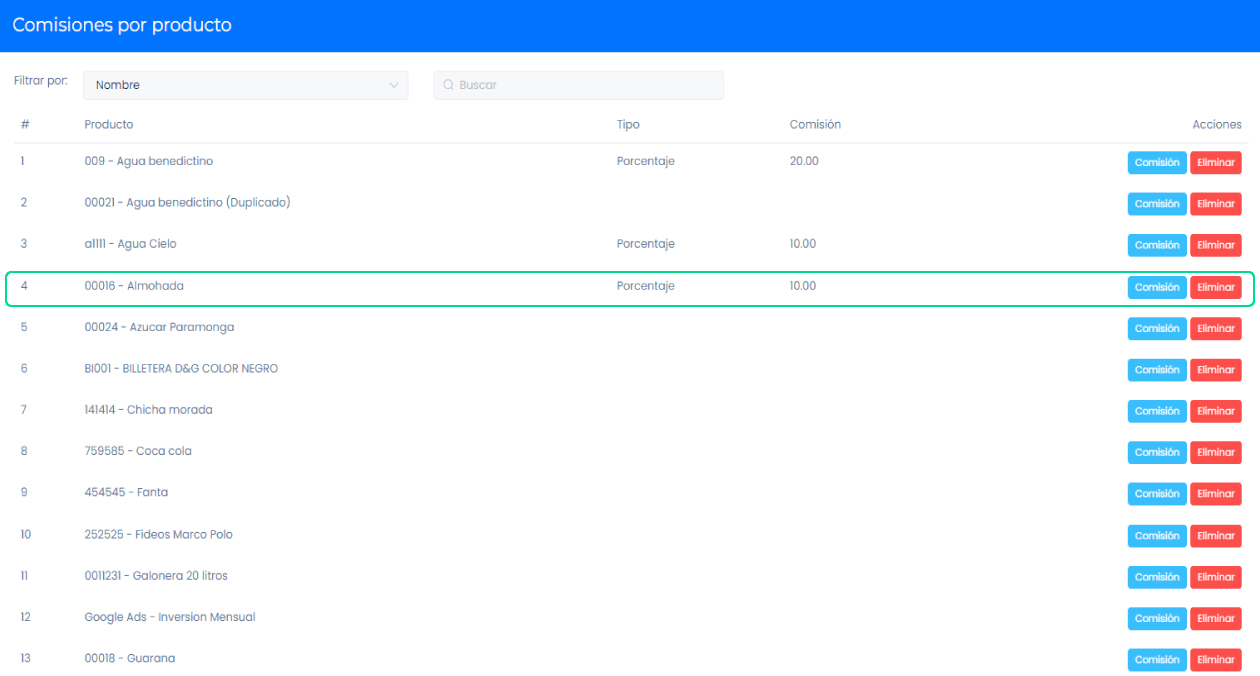 Comisiones por producto
Filtrar por: Nombre Buscar
# Producto Tipo Comisión Acciones
1 009 - Agua benedictino Porcentaje 20.00 Comisión Eliminar
2 00021 - Agua benedictino (Duplicado) Comisión Eliminar
3 a1111 - Agua Cielo Porcentaje 10.00 Comisión Eliminar
4 00016 - Almohada Porcentaje 10.00 Comisión Eliminar
5 00024 - Azucar Paramonga Comisión Eliminar
6 BI001 - BILLETERA D&G COLOR NEGRO Comisión Eliminar
7 141414 - Chicha morada Comisión Eliminar
8 759585 - Coca cola Comisión Eliminar
9 454545 - Fanta Comisión Eliminar
10 252525 - Fideos Marco Polo Comisión Eliminar
11 0011231 - Galonera 20 litros Comisión Eliminar
12 Google Ads - Inversion Mensual Comisión Eliminar
13 00018 - Guarana Comisión Eliminar